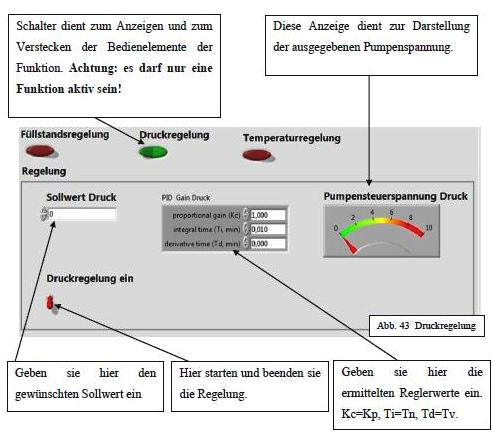 Schalter dient zum Anzeigen und zum
Verstecken der Bedienelemente der
Funktion. Achtung: es darf nur eine
Funktion aktiv sein!
Diese Anzeige dient zur Darstellung
der ausgegebenen Pumpenspannung.
Füllstandsregelung
Druckregelung
Temperaturregelung
Regelung
Sollwert Druck
0
PID Gain Druck
proportional gain (Kc) 1,000
integral time (Ti, min) 0,010
derivative time (Td, min) 0,000
Pumpensteuerspannung Druck
0 2 4 6 8 10
Druckregelung ein
Abb. 43 Druckregelung
Geben sie hier den
gewünschten Sollwert ein
Hier starten und beenden sie
die Regelung.
Geben sie hier die
ermittelten Reglerwerte ein.
Kc=Kp, Ti=Tn, Td=Tv.